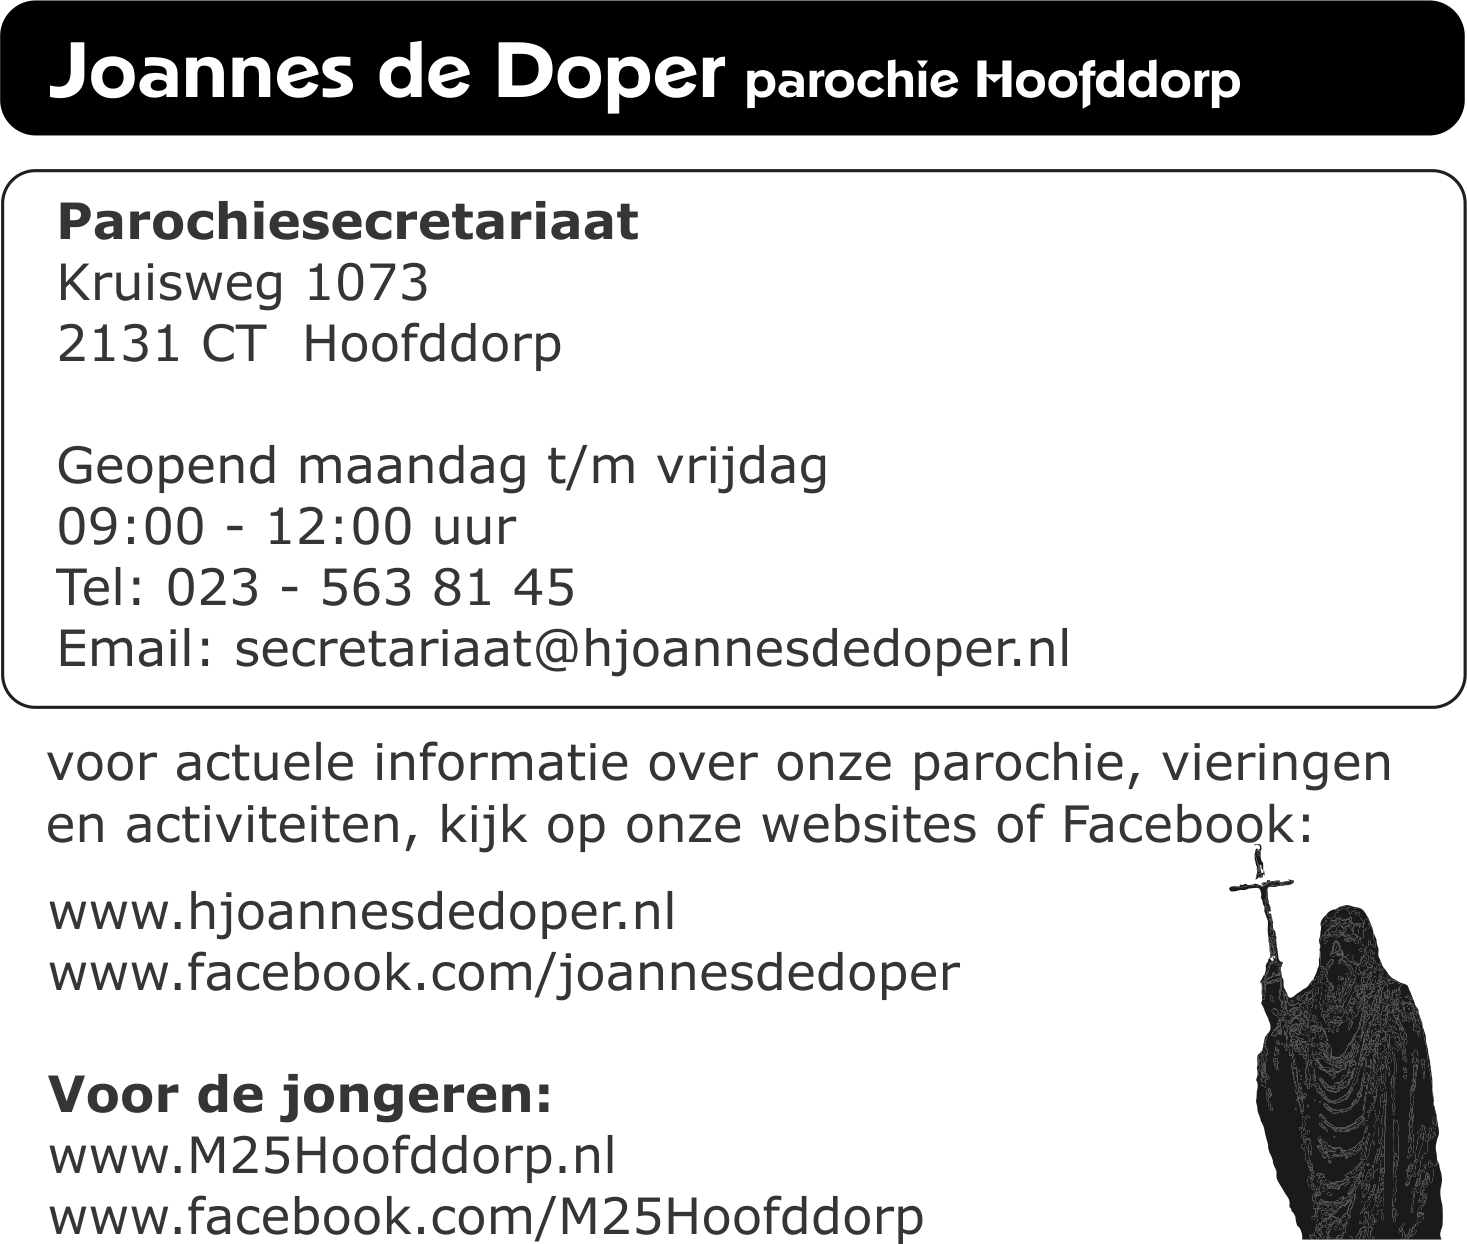 Joannes de Doper parochie Hoofddorp
Parochiesecretariaat
Kruisweg 1073
2131 CT  Hoofddorp
Geopend maandag t/m vrijdag
09:00 - 12:00 uur
Tel: 023 - 563 81 45
Email: secretariaat@hjoannesdedoper.nl
voor actuele informatie over onze parochie, vieringen
en activiteiten, kijk op onze websites of Facebook:
www.hjoannesdedoper.nl
www.facebook.com/joannesdedoper
Voor de jongeren:
www.M25Hoofddorp.nl
www.facebook.com/M25Hoofddorp